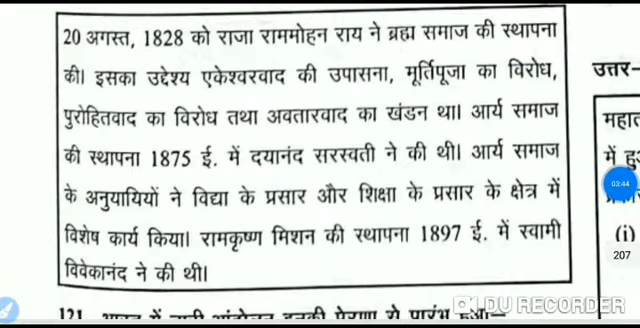 20 अगस्त, 1828 को राजा राममोहन राय ने ब्रह्म समाज की स्थापना
की। इसका उद्देश्य एकेश्वरवाद की उपासना, मूर्तिपूजा का विरोध,
पुरोहितवाद का विरोध तथा अवतारवाद का खंडन था। आर्य समाज
की स्थापना 1875 ई. में दयानंद सरस्वती ने की थी। आर्य समाज
के अनुयायियों ने विद्या के प्रसार और शिक्षा के प्रसार के क्षेत्र में
विशेष कार्य किया। रामकृष्ण मिशन की स्थापना 1897 ई. में स्वामी
विवेकानंद ने की थी।
121.
उत्तर-
में
03:44
(i)
207
DU RECORDER